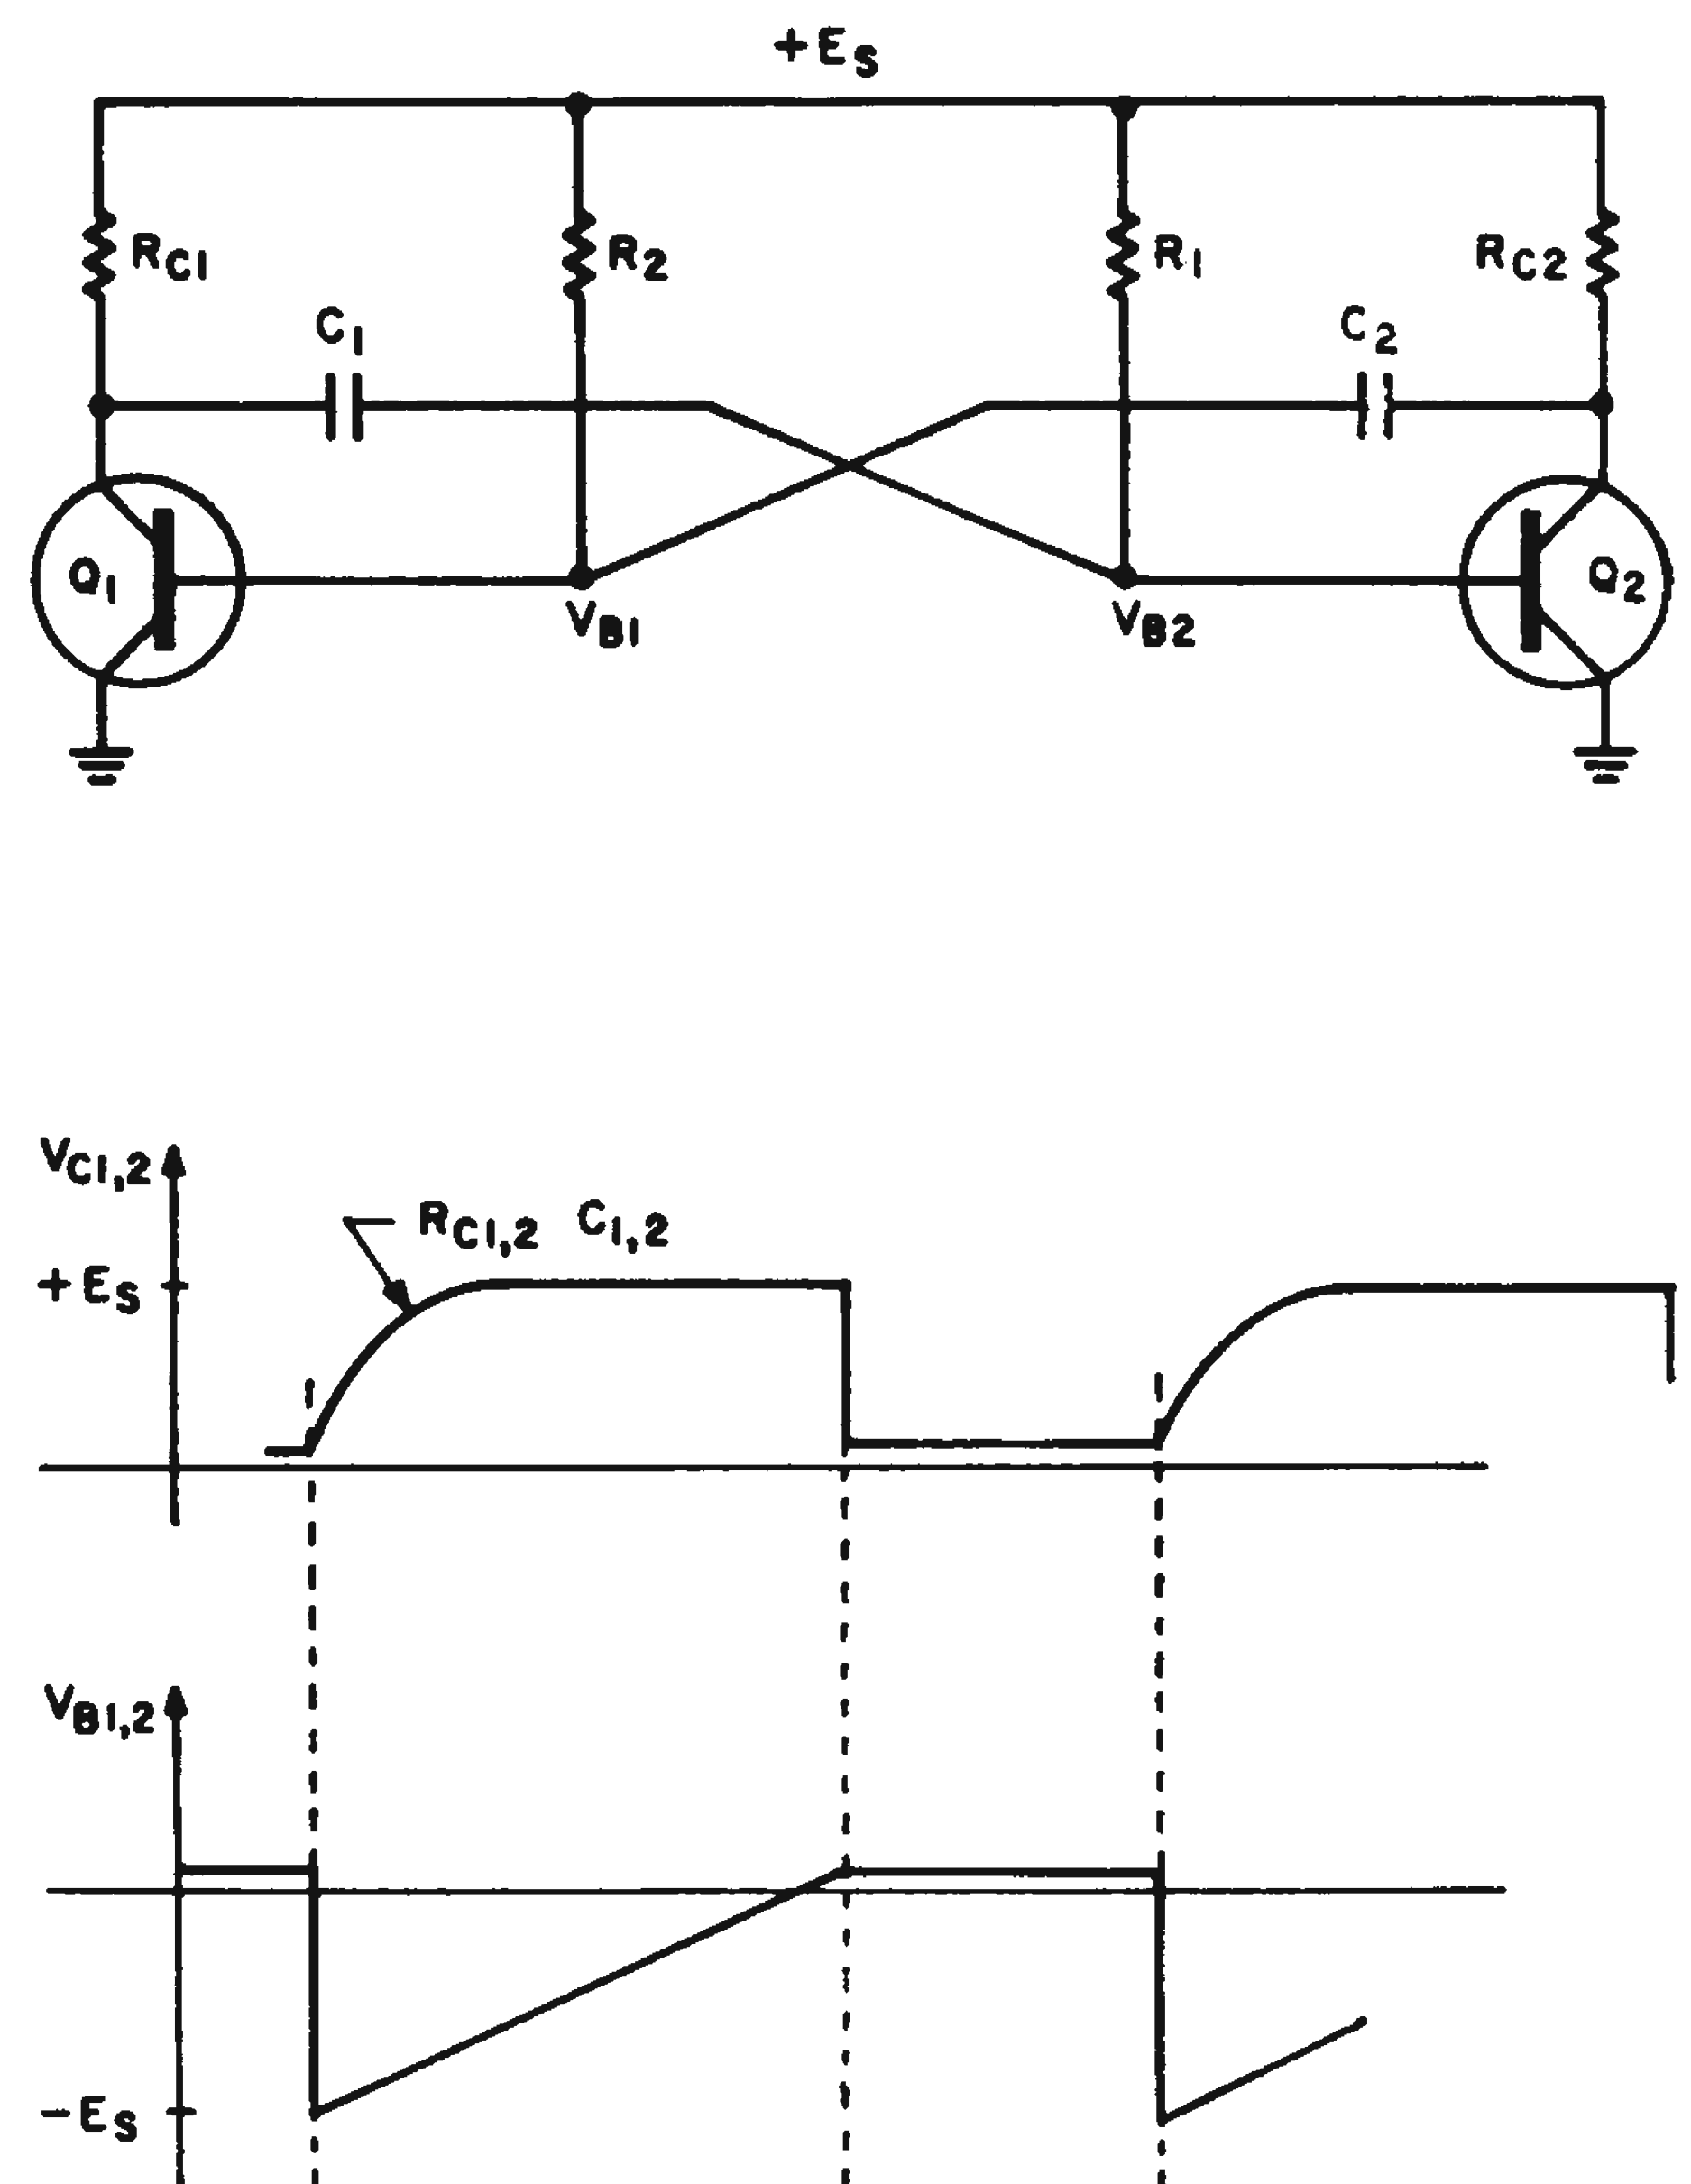 +Es
RC1
R2
R1
RC2
C1
C2
Q1
Q2
VB1
VB2
VC1,2
RC1,2 C1,2
+Es
VB1,2
-Es